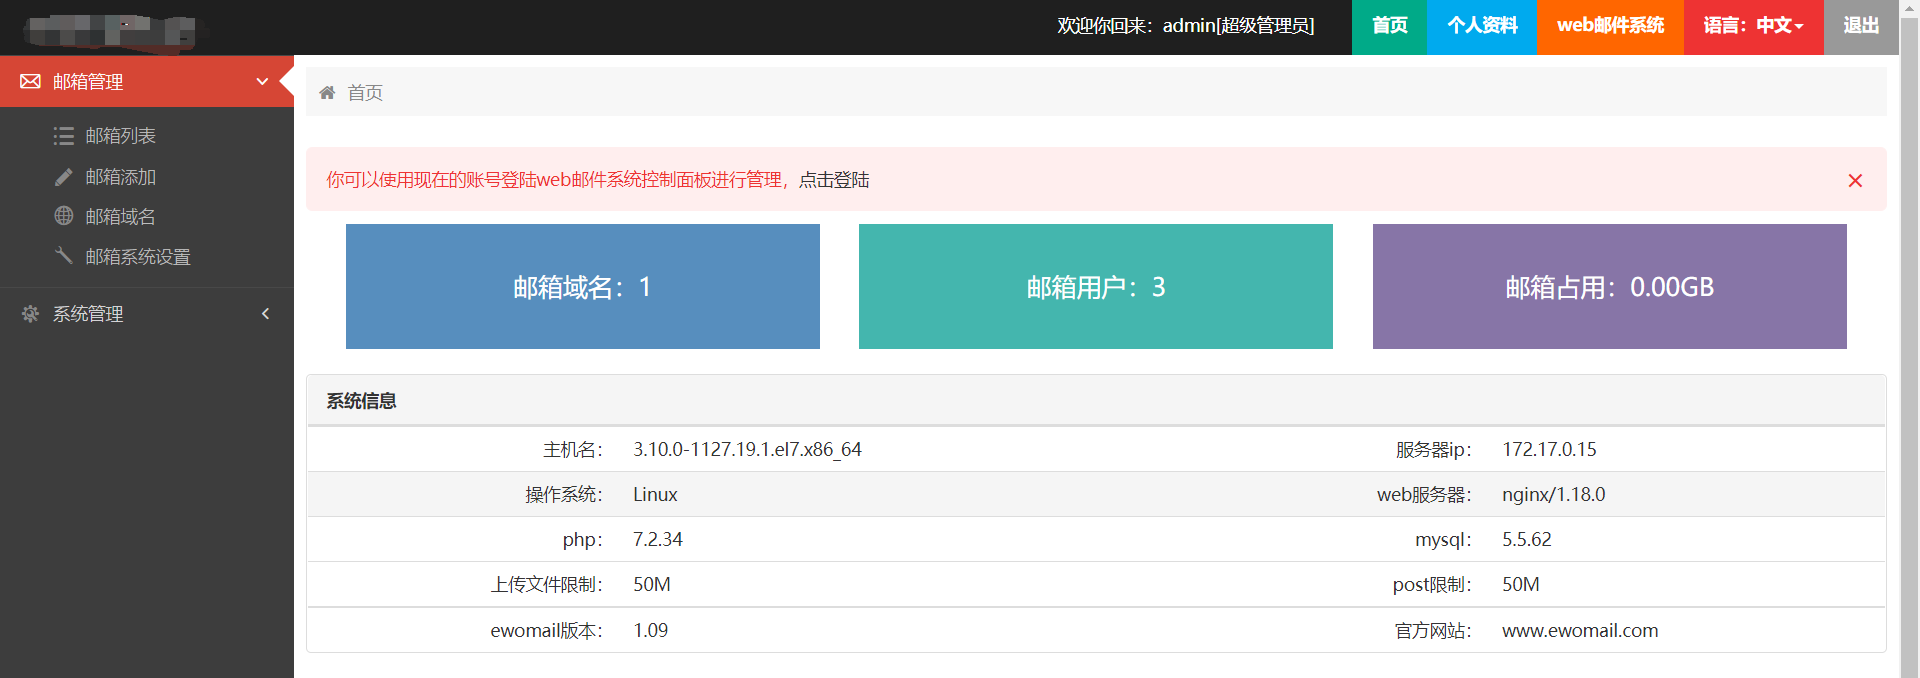 欢迎你回来：admin[超级管理员]
首页
个人资料
web邮件系统
语言：中文
退出
邮箱管理
邮箱列表
邮箱添加
邮箱域名
邮箱系统设置
系统管理
首页
你可以使用现在的账号登陆web邮件系统控制面板进行管理，点击登陆
邮箱域名：1
邮箱用户：3
邮箱占用：0.00GB
系统信息
主机名： 3.10.0-1127.19.1.el7.x86_64 服务器ip： 172.17.0.15
操作系统： Linux web服务器： nginx/1.18.0
php： 7.2.34 mysql： 5.5.62
上传文件限制： 50M post限制： 50M
ewomail版本： 1.09 官方网站： www.ewomail.com